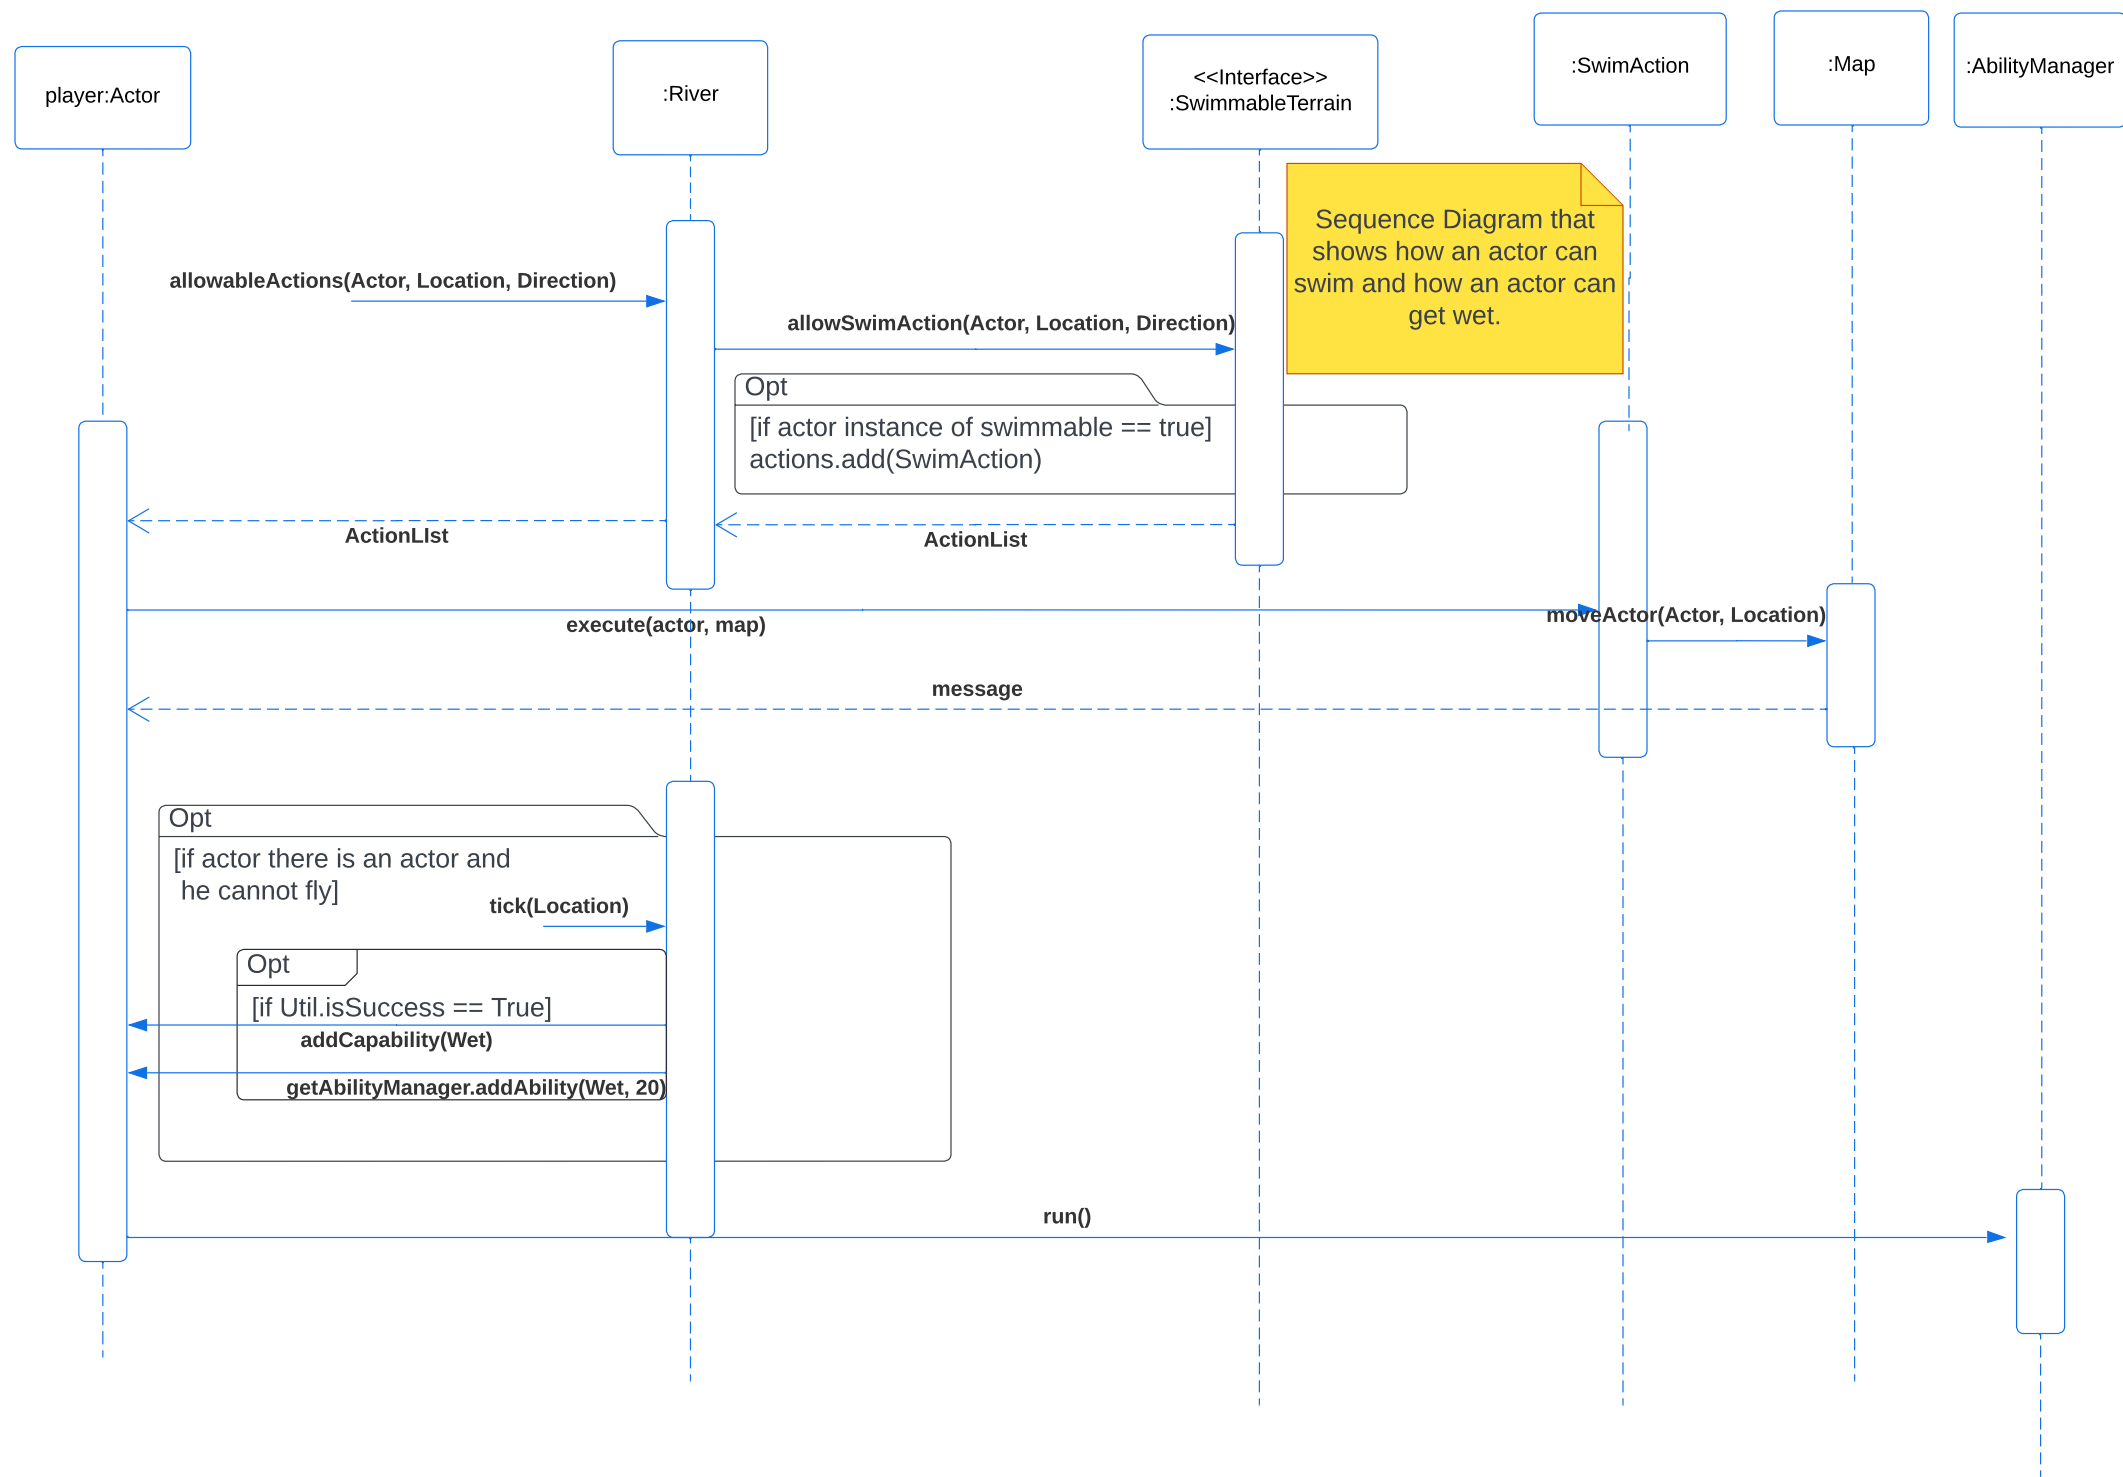 player:Actor
:River
<<Interface>>
:SwimmableTerrain
:SwimAction
:Map
:AbilityManager
Sequence Diagram that
shows how an actor can
swim and how an actor can
get wet.
allowableActions(Actor, Location, Direction)
allowSwimAction(Actor, Location, Direction)
Opt
[if actor instance of swimmable == true]
actions.add(SwimAction)
ActionLIst
ActionList
execute(actor, map)
moveActor(Actor, Location)
message
Opt
[if actor there is an actor and
he cannot fly]
tick(Location)
Opt
[if Util.isSuccess == True]
addCapability(Wet)
getAbilityManager.addAbility(Wet, 20)
run()